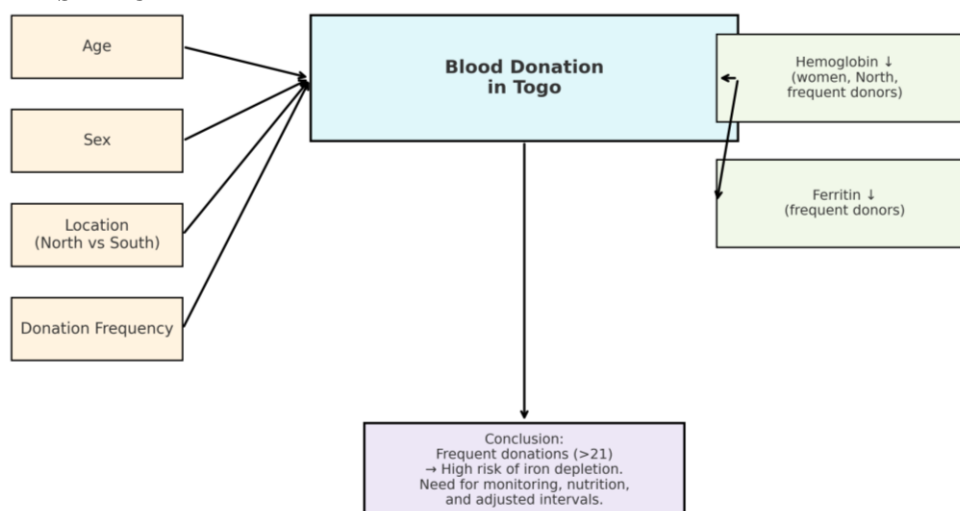 Age
Sex
Location
(North vs South)
Donation Frequency
Blood Donation
in Togo
Hemoglobin ↓
(women, North,
frequent donors)
Ferritin ↓
(frequent donors)
Conclusion:
Frequent donations (>21)
→ High risk of iron depletion.
Need for monitoring, nutrition,
and adjusted intervals.